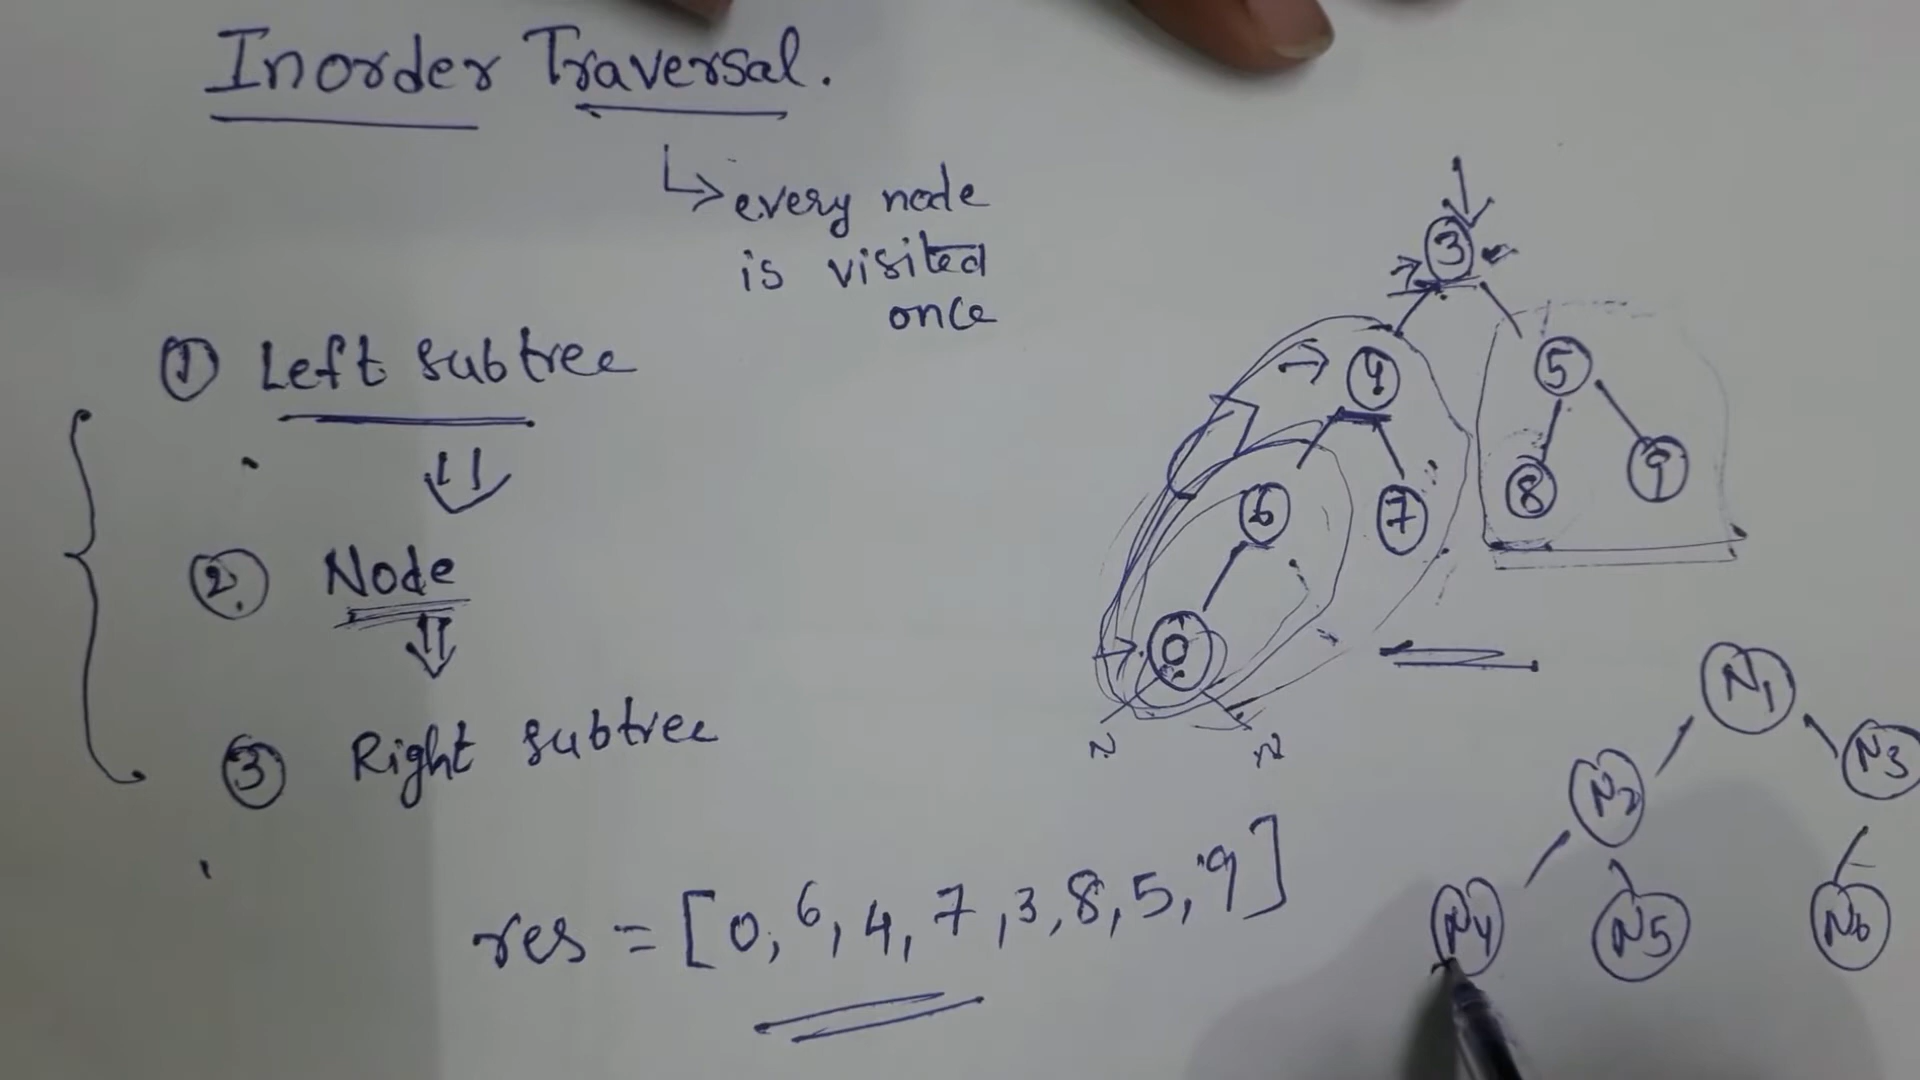 Inorder Traversal.
every node
is visited
once
① Left subtree
② Node
③ Right subtree
res = [0, 6, 4, 7, 3, 8, 5, 9]
3
4
5
6
7
8
9
0
N
N
N1
N2
N3
N4
N5
N6